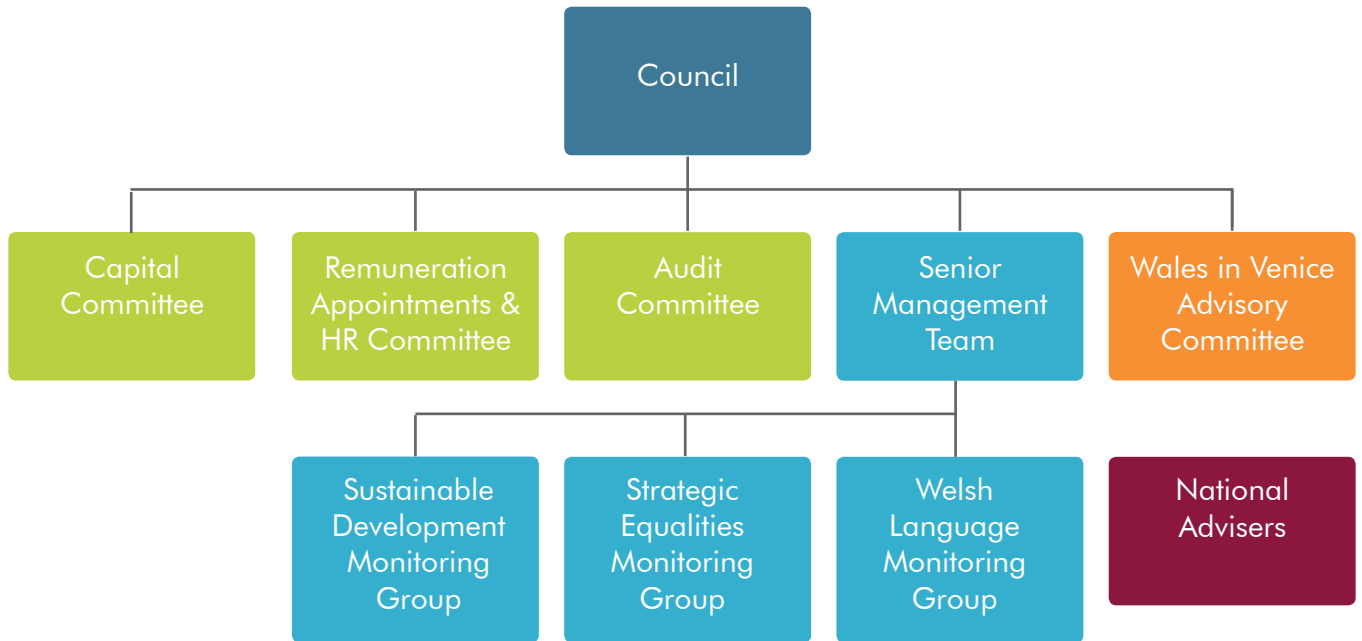 Council
Capital
Committee
Remuneration
Appointments &
HR Committee
Audit
Committee
Senior
Management
Team
Wales in Venice
Advisory
Committee
Sustainable
Development
Monitoring
Group
Strategic
Equalities
Monitoring
Group
Welsh
Language
Monitoring
Group
National
Advisers